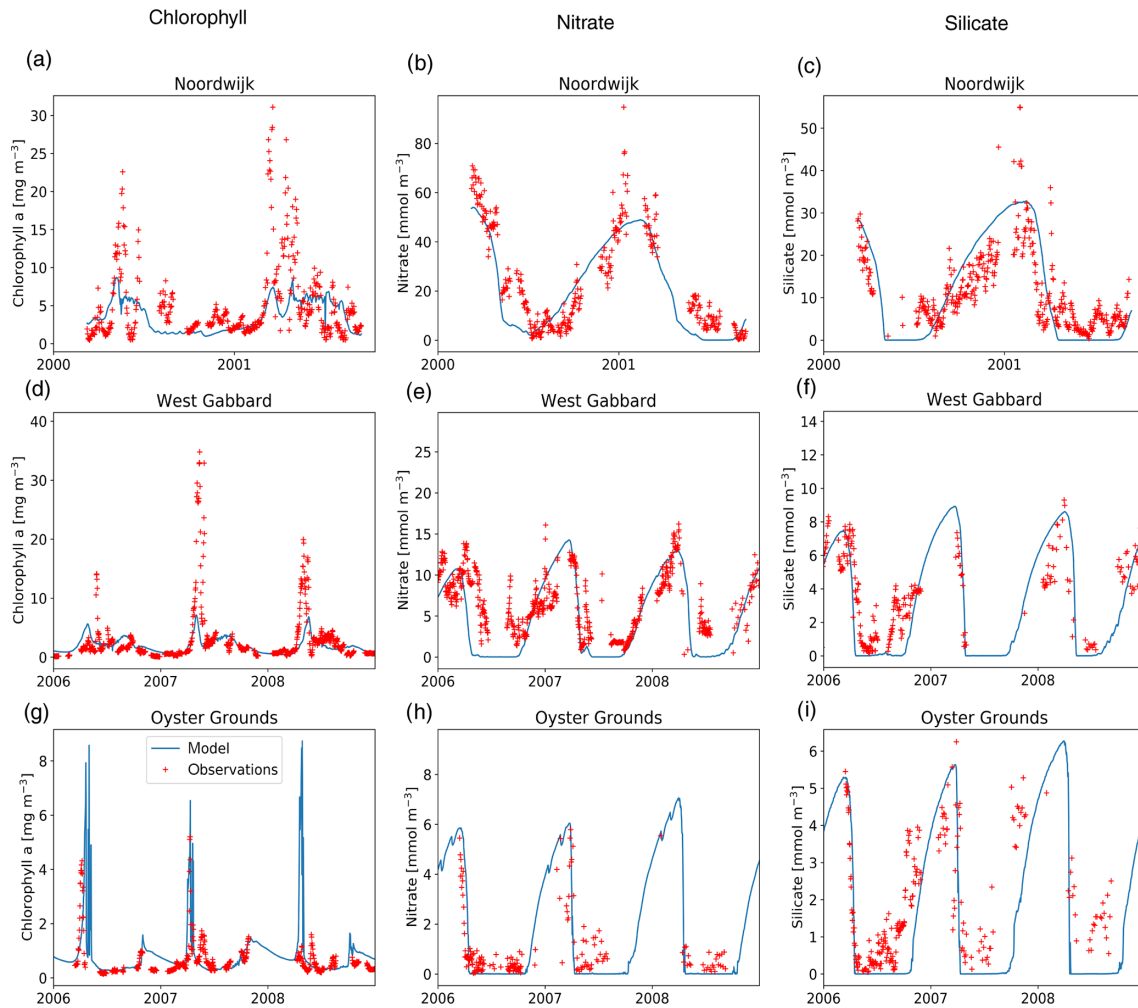 Chlorophyll
Nitrate
Silicate
(a)
(b)
(c)
Noordwijk
Noordwijk
Noordwijk
Chlorophyll a [mg m⁻³]
30
25
20
15
10
5
0
2000
2001
Nitrate [mmol m⁻³]
80
60
40
20
0
2000
2001
Silicate [mmol m⁻³]
50
40
30
20
10
0
2000
2001
(d)
(e)
(f)
West Gabbard
West Gabbard
West Gabbard
Chlorophyll a [mg m⁻³]
40
30
20
10
0
2006
2007
2008
Nitrate [mmol m⁻³]
25
20
15
10
5
0
2006
2007
2008
Silicate [mmol m⁻³]
14
12
10
8
6
4
2
0
2006
2007
2008
(g)
(h)
(i)
Oyster Grounds
Oyster Grounds
Oyster Grounds
Model
Observations
Chlorophyll a [mg m⁻³]
8
6
4
2
0
2006
2007
2008
Nitrate [mmol m⁻³]
8
6
4
2
0
2006
2007
2008
Silicate [mmol m⁻³]
6
5
4
3
2
1
0
2006
2007
2008